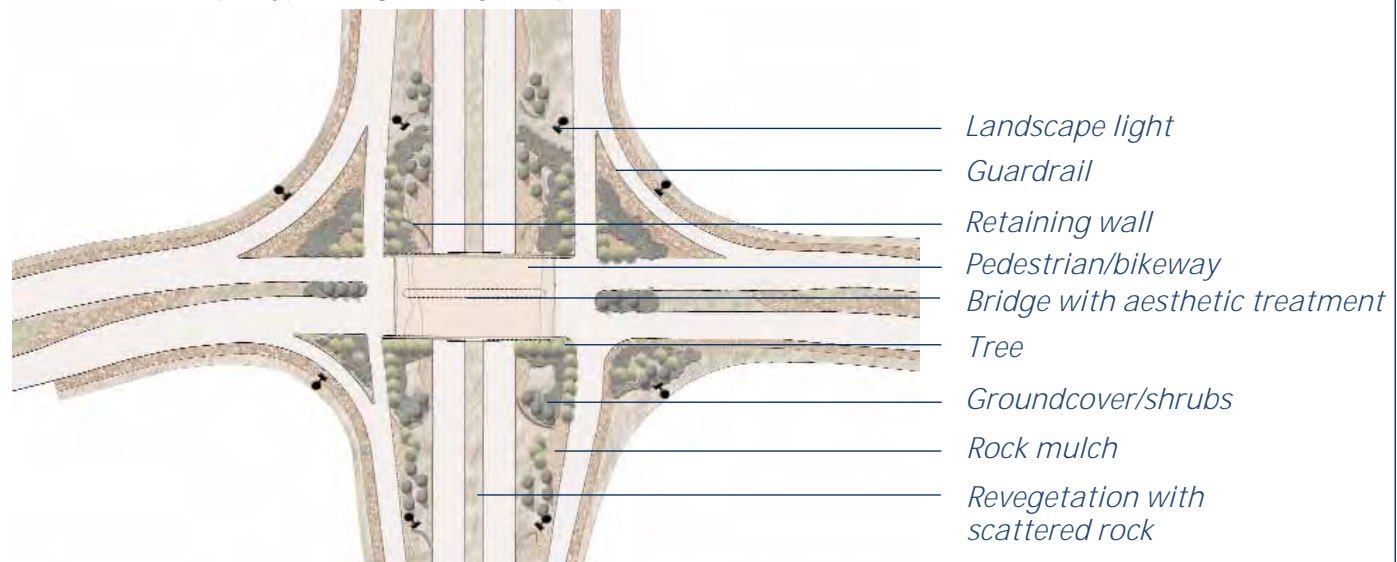 Landscape light
Guardrail
Retaining wall
Pedestrian/bikeway
Bridge with aesthetic treatment
Tree
Groundcover/shrubs
Rock mulch
Revegetation with
scattered rock